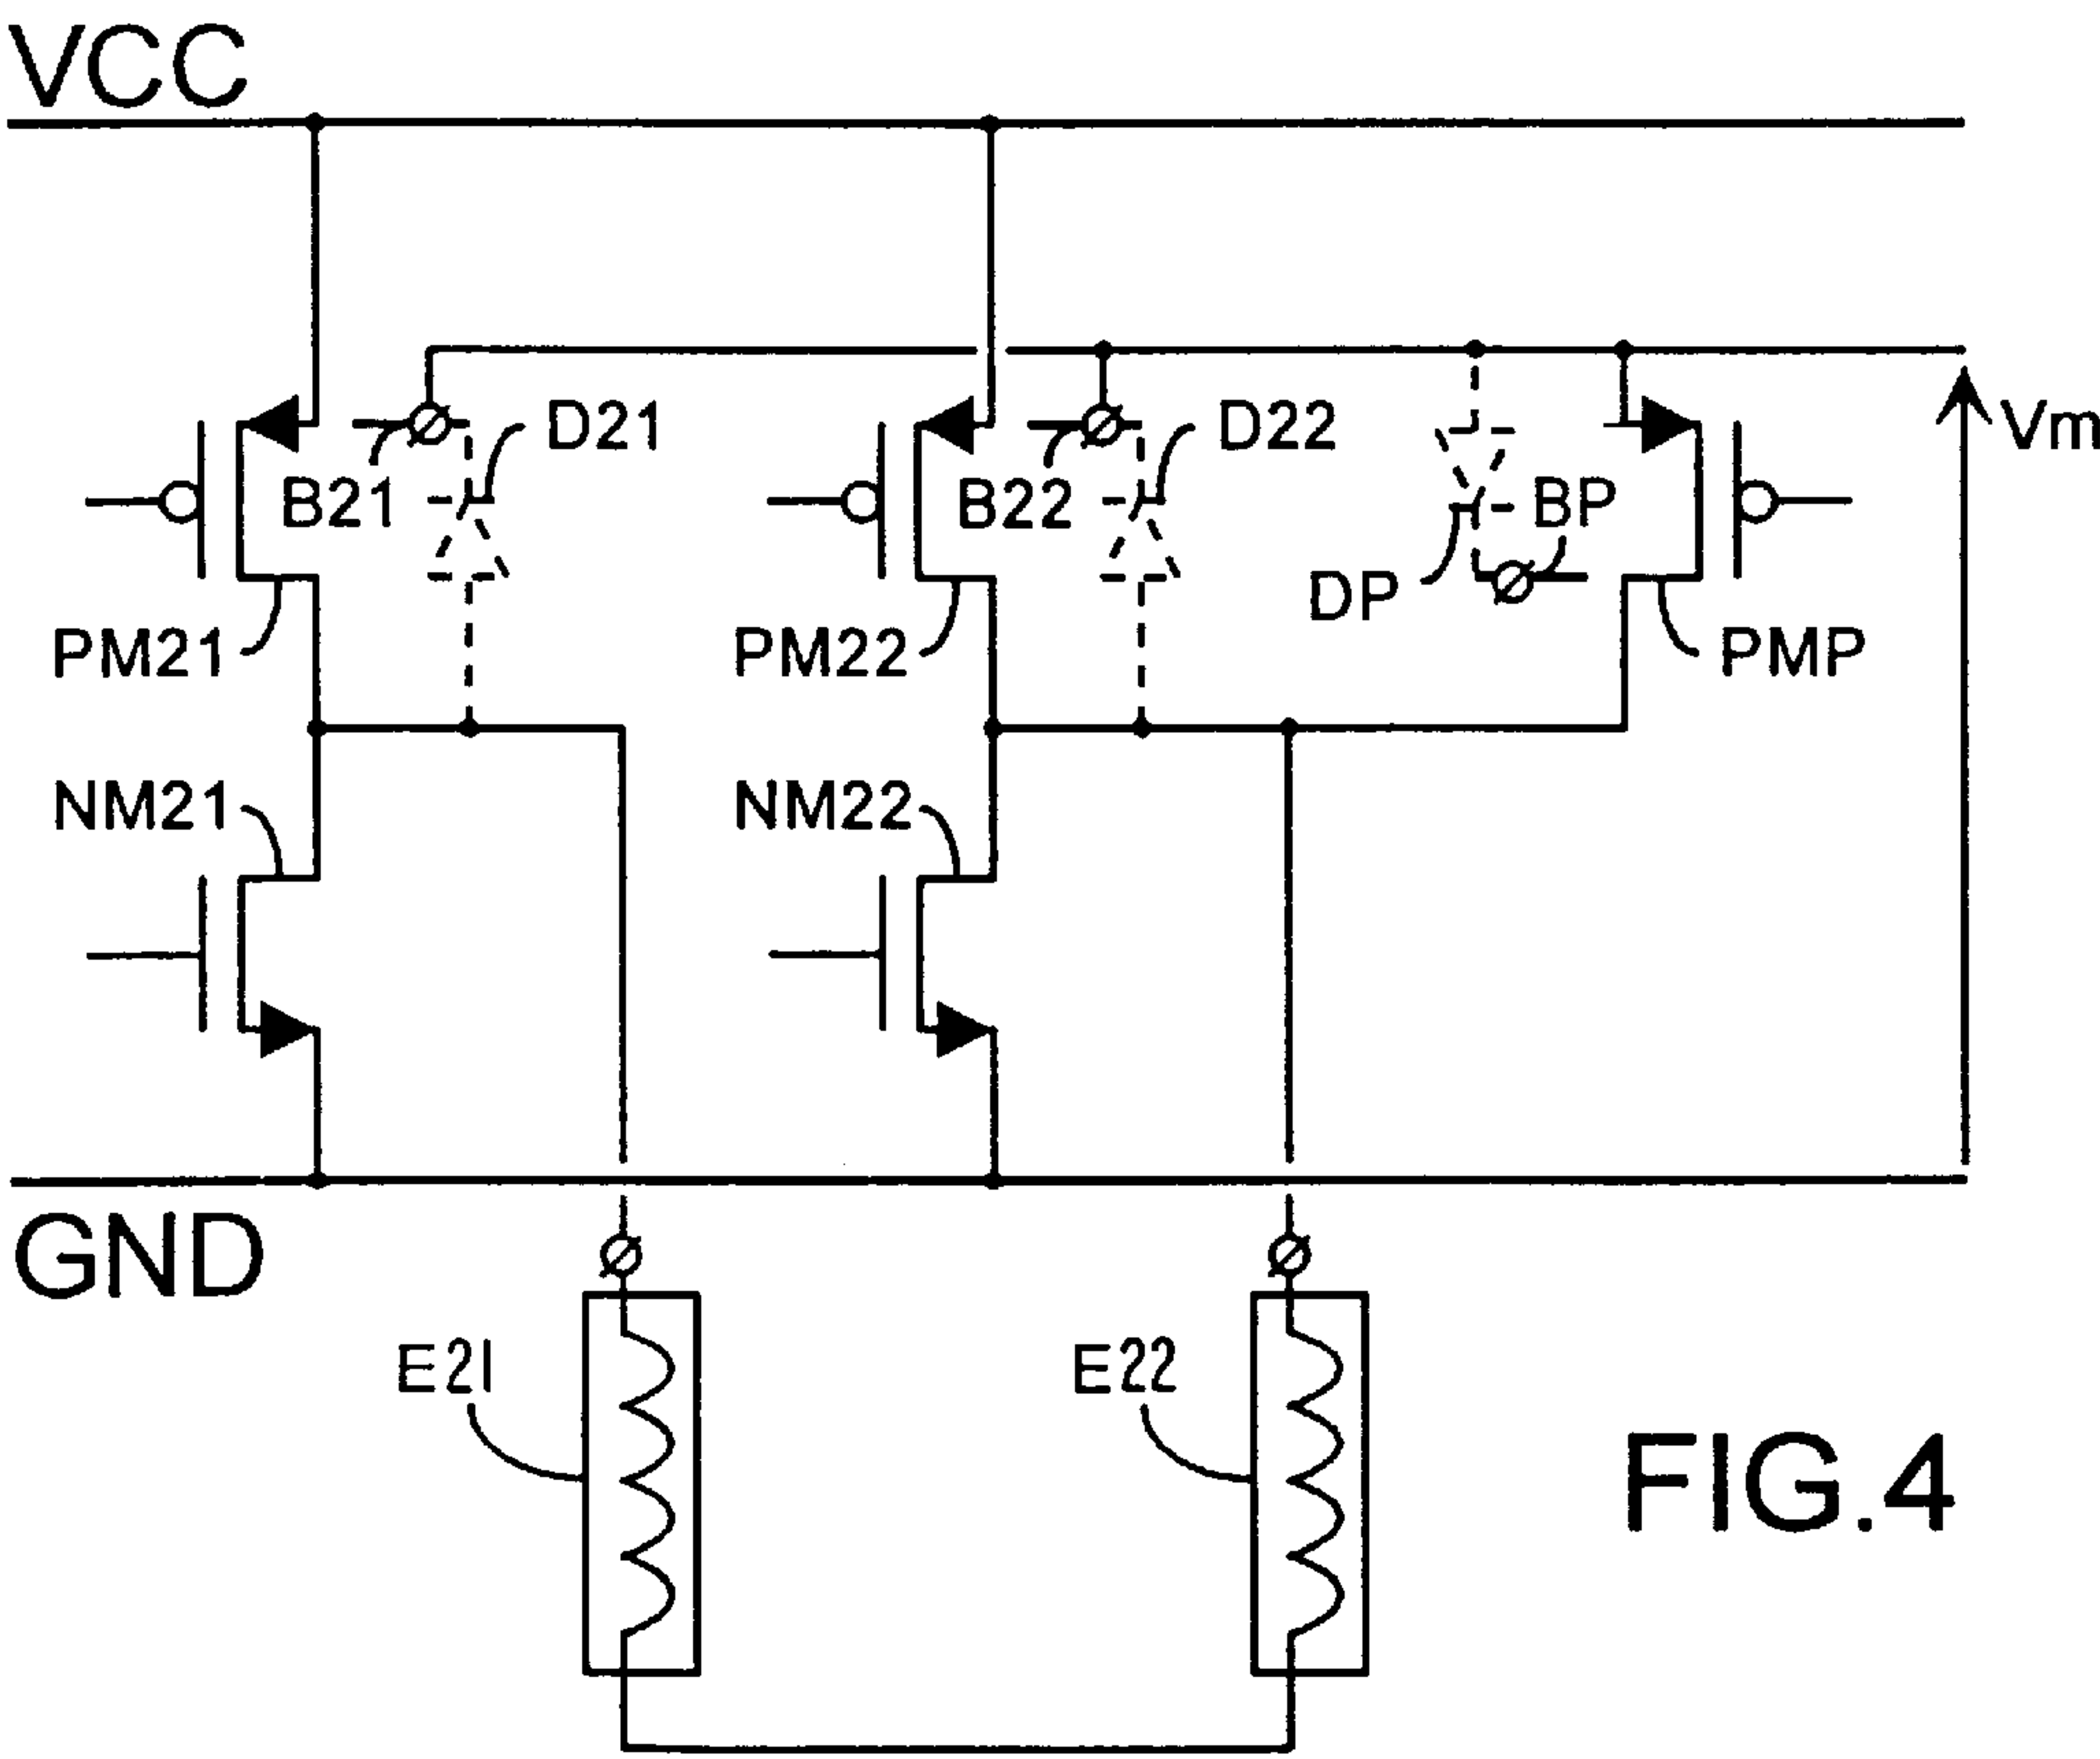 VCC
D21
D22
Vm
B21
B22
BP
DP
PM21
PM22
PMP
NM21
NM22
GND
E21
E22
FIG.4